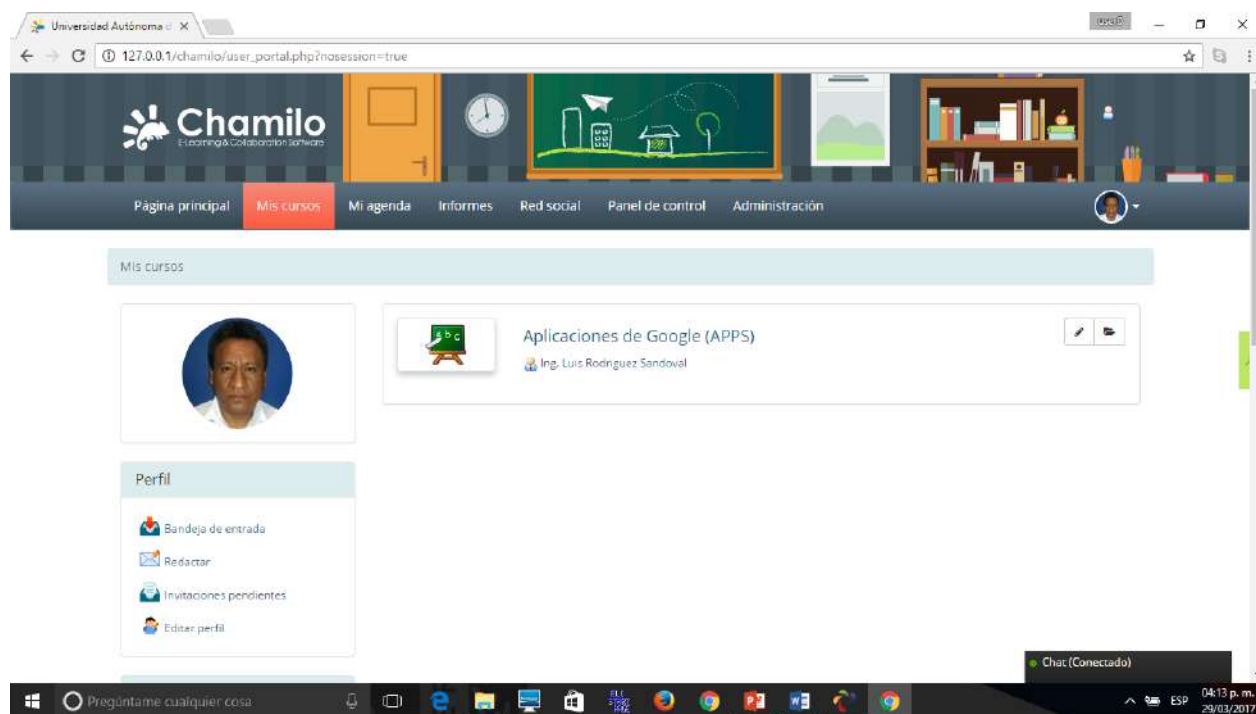 Universidad Autónoma d
127.0.0.1/chamilo/user_portal.php?nosession=true
Chamilo
E-Learning & Collaboration Software
Página principal Mis cursos Mi agenda Informes Red social Panel de control Administración
Mis cursos
Aplicaciones de Google (APPS)
Ing. Luis Rodriguez Sandoval
Perfil
Bandeja de entrada
Redactar
Invitaciones pendientes
Editar perfil
Chat (Conectado)
Pregúntame cualquier cosa
ESP
04:13 p. m.
29/03/2017